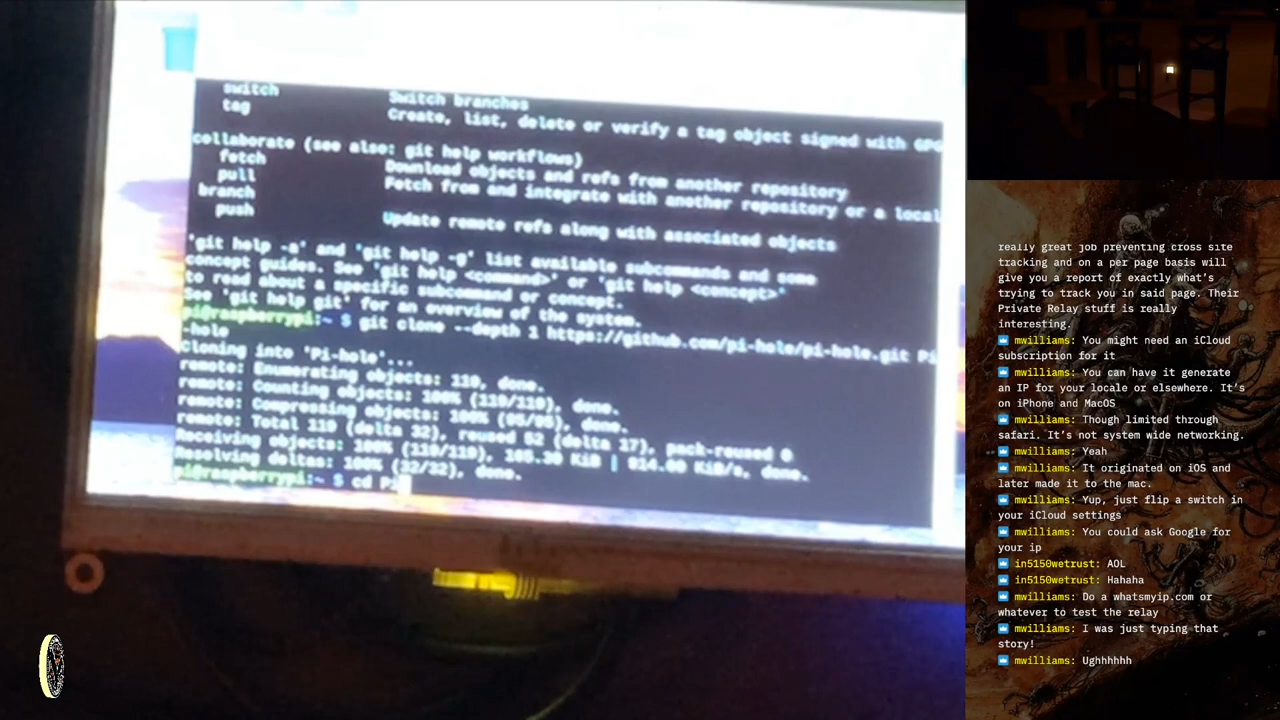 switch Switch branches
tag Create, list, delete or verify a tag object signed with GPG
collaborate (see also: git help workflows)
fetch Download objects and refs from another repository
pull Fetch from and integrate with another repository or a local
branch
push Update remote refs along with associated objects
'git help -a' and 'git help -g' list available subcommands and some
concept guides. See 'git help <command>' or 'git help <concept>'
to read about a specific subcommand or concept.
See 'git help git' for an overview of the system.
pi@raspberrypi:~ $ git clone --depth 1 https://github.com/pi-hole/pi-hole.git Pi
-hole
Cloning into 'Pi-hole'...
remote: Enumerating objects: 119, done.
remote: Counting objects: 100% (119/119), done.
remote: Compressing objects: 100% (95/95), done.
remote: Total 119 (delta 32), reused 52 (delta 17), pack-reused 0
Receiving objects: 100% (119/119), KiB | KiB/s, done.
Resolving deltas: 100% (32/32), done.
pi@raspberrypi:~ $ cd Pi
really great job preventing cross site
tracking and on a per page basis will
give you a report of exactly what's
trying to track you in said page. Their
Private Relay stuff is really
interesting.
mwilliams: You might need an iCloud
subscription for it
mwilliams: You can have it generate
an IP for your locale or elsewhere. It's
on iPhone and MacOS
mwilliams: Though limited through
safari. It's not system wide networking.
mwilliams: Yeah
mwilliams: It originated on iOS and
later made it to the mac.
mwilliams: Yup, just flip a switch in
your iCloud settings
mwilliams: You could ask Google for
your ip
in5150wetrust: AOL
in5150wetrust: Hahaha
mwilliams: Do a whatsmyip.com or
whatever to test the relay
mwilliams: I was just typing that
story!
mwilliams: Ughhhhhh